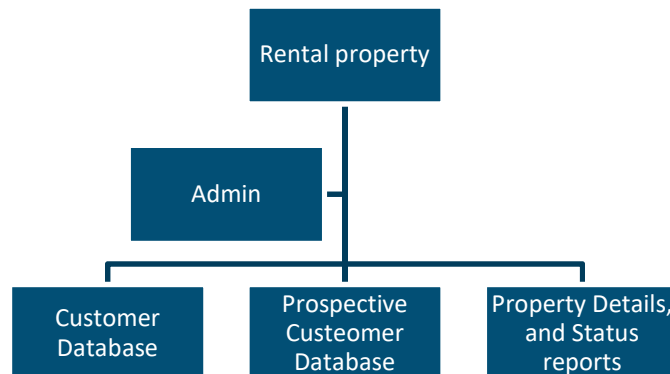 Rental property
Admin
Customer
Database
Prospective
Custeomer
Database
Property Details,
and Status
reports